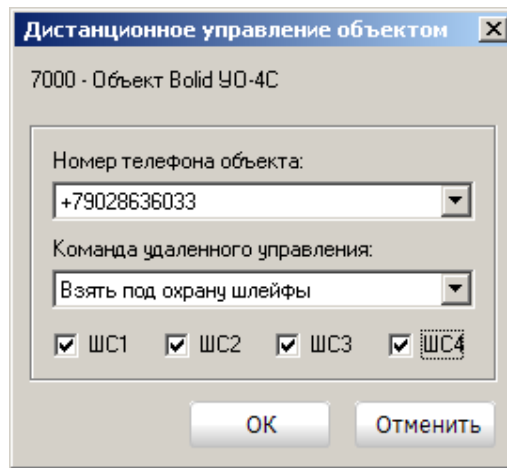 Дистанционное управление объектом
7000 - Объект Bolid УО-4С
Номер телефона объекта:
+79028636033
Команда удаленного управления:
Взять под охрану шлейфы
ШС1 ШС2 ШС3 ШС4
ОК Отменить